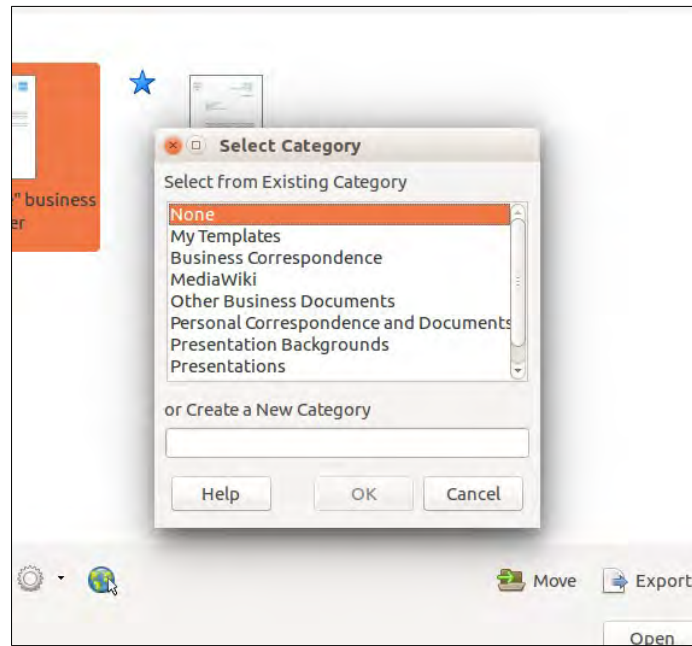 " business
er
Select Category
Select from Existing Category
None
My Templates
Business Correspondence
MediaWiki
Other Business Documents
Personal Correspondence and Documents
Presentation Backgrounds
Presentations
or Create a New Category
Help OK Cancel
Move Export
Open